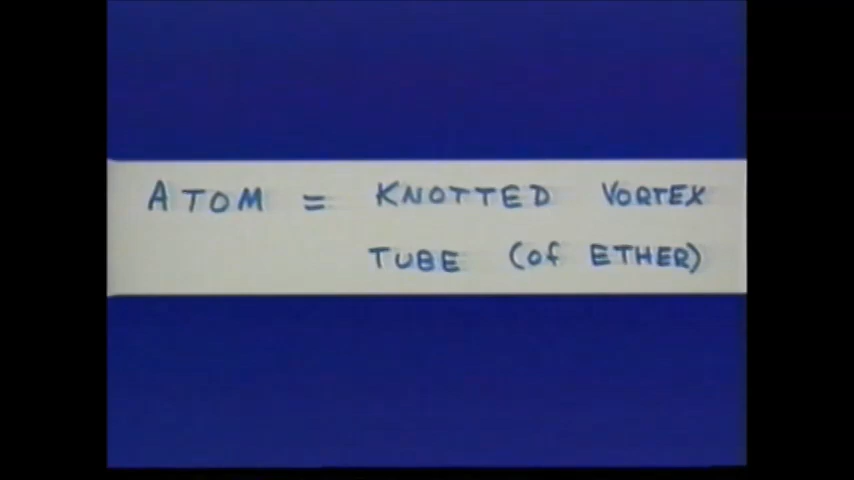 ATOM = KNOTTED VORTEX
TUBE (of ETHER)